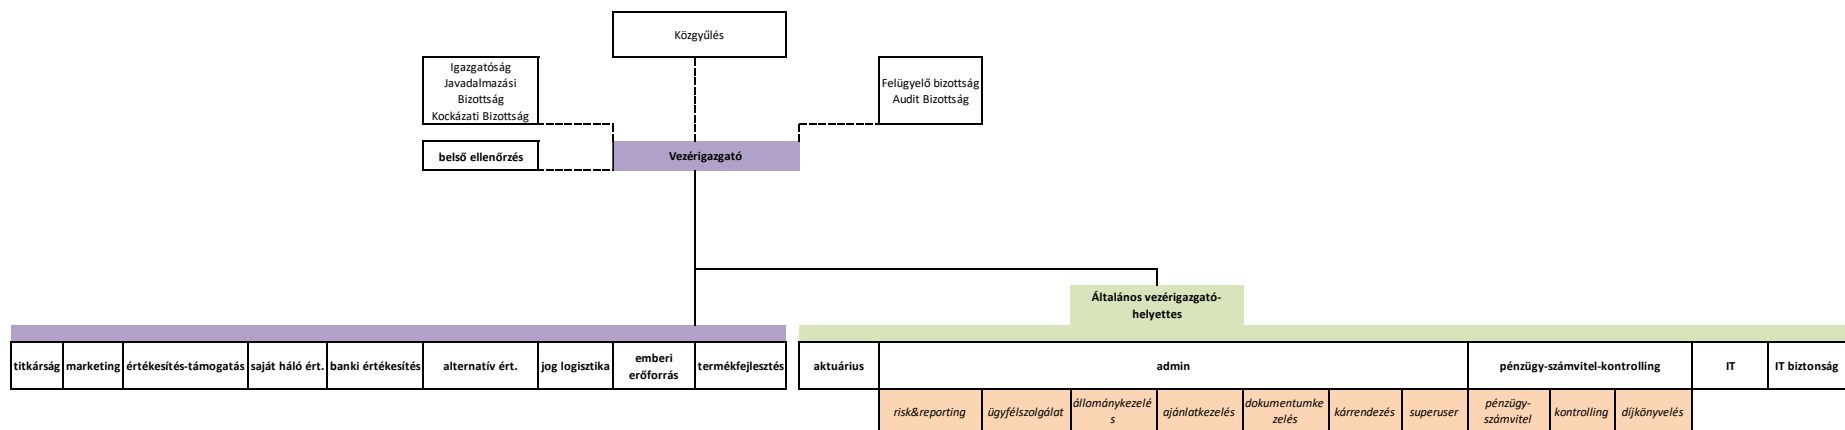 Közgyűlés
Igazgatóság
Javadalmazási
Bizottság
Kockázati Bizottság
Felügyelő bizottság
Audit Bizottság
belső ellenőrzés
Vezérigazgató
Általános vezérigazgató-
helyettes
titkárság
marketing
értékesítés-támogatás
saját háló ért.
banki értékesítés
alternatív ért.
jog logisztika
emberi
erőforrás
termékfejlesztés
aktuárius
admin
pénzügy-számvitel-kontrolling
IT
IT biztonság
risk&reporting
ügyfélszolgálat
állománykezelé
s
ajánlatkezelés
dokumentumke
zelés
kárrendezés
superuser
pénzügy-
számvitel
kontrolling
díjkönyvelés